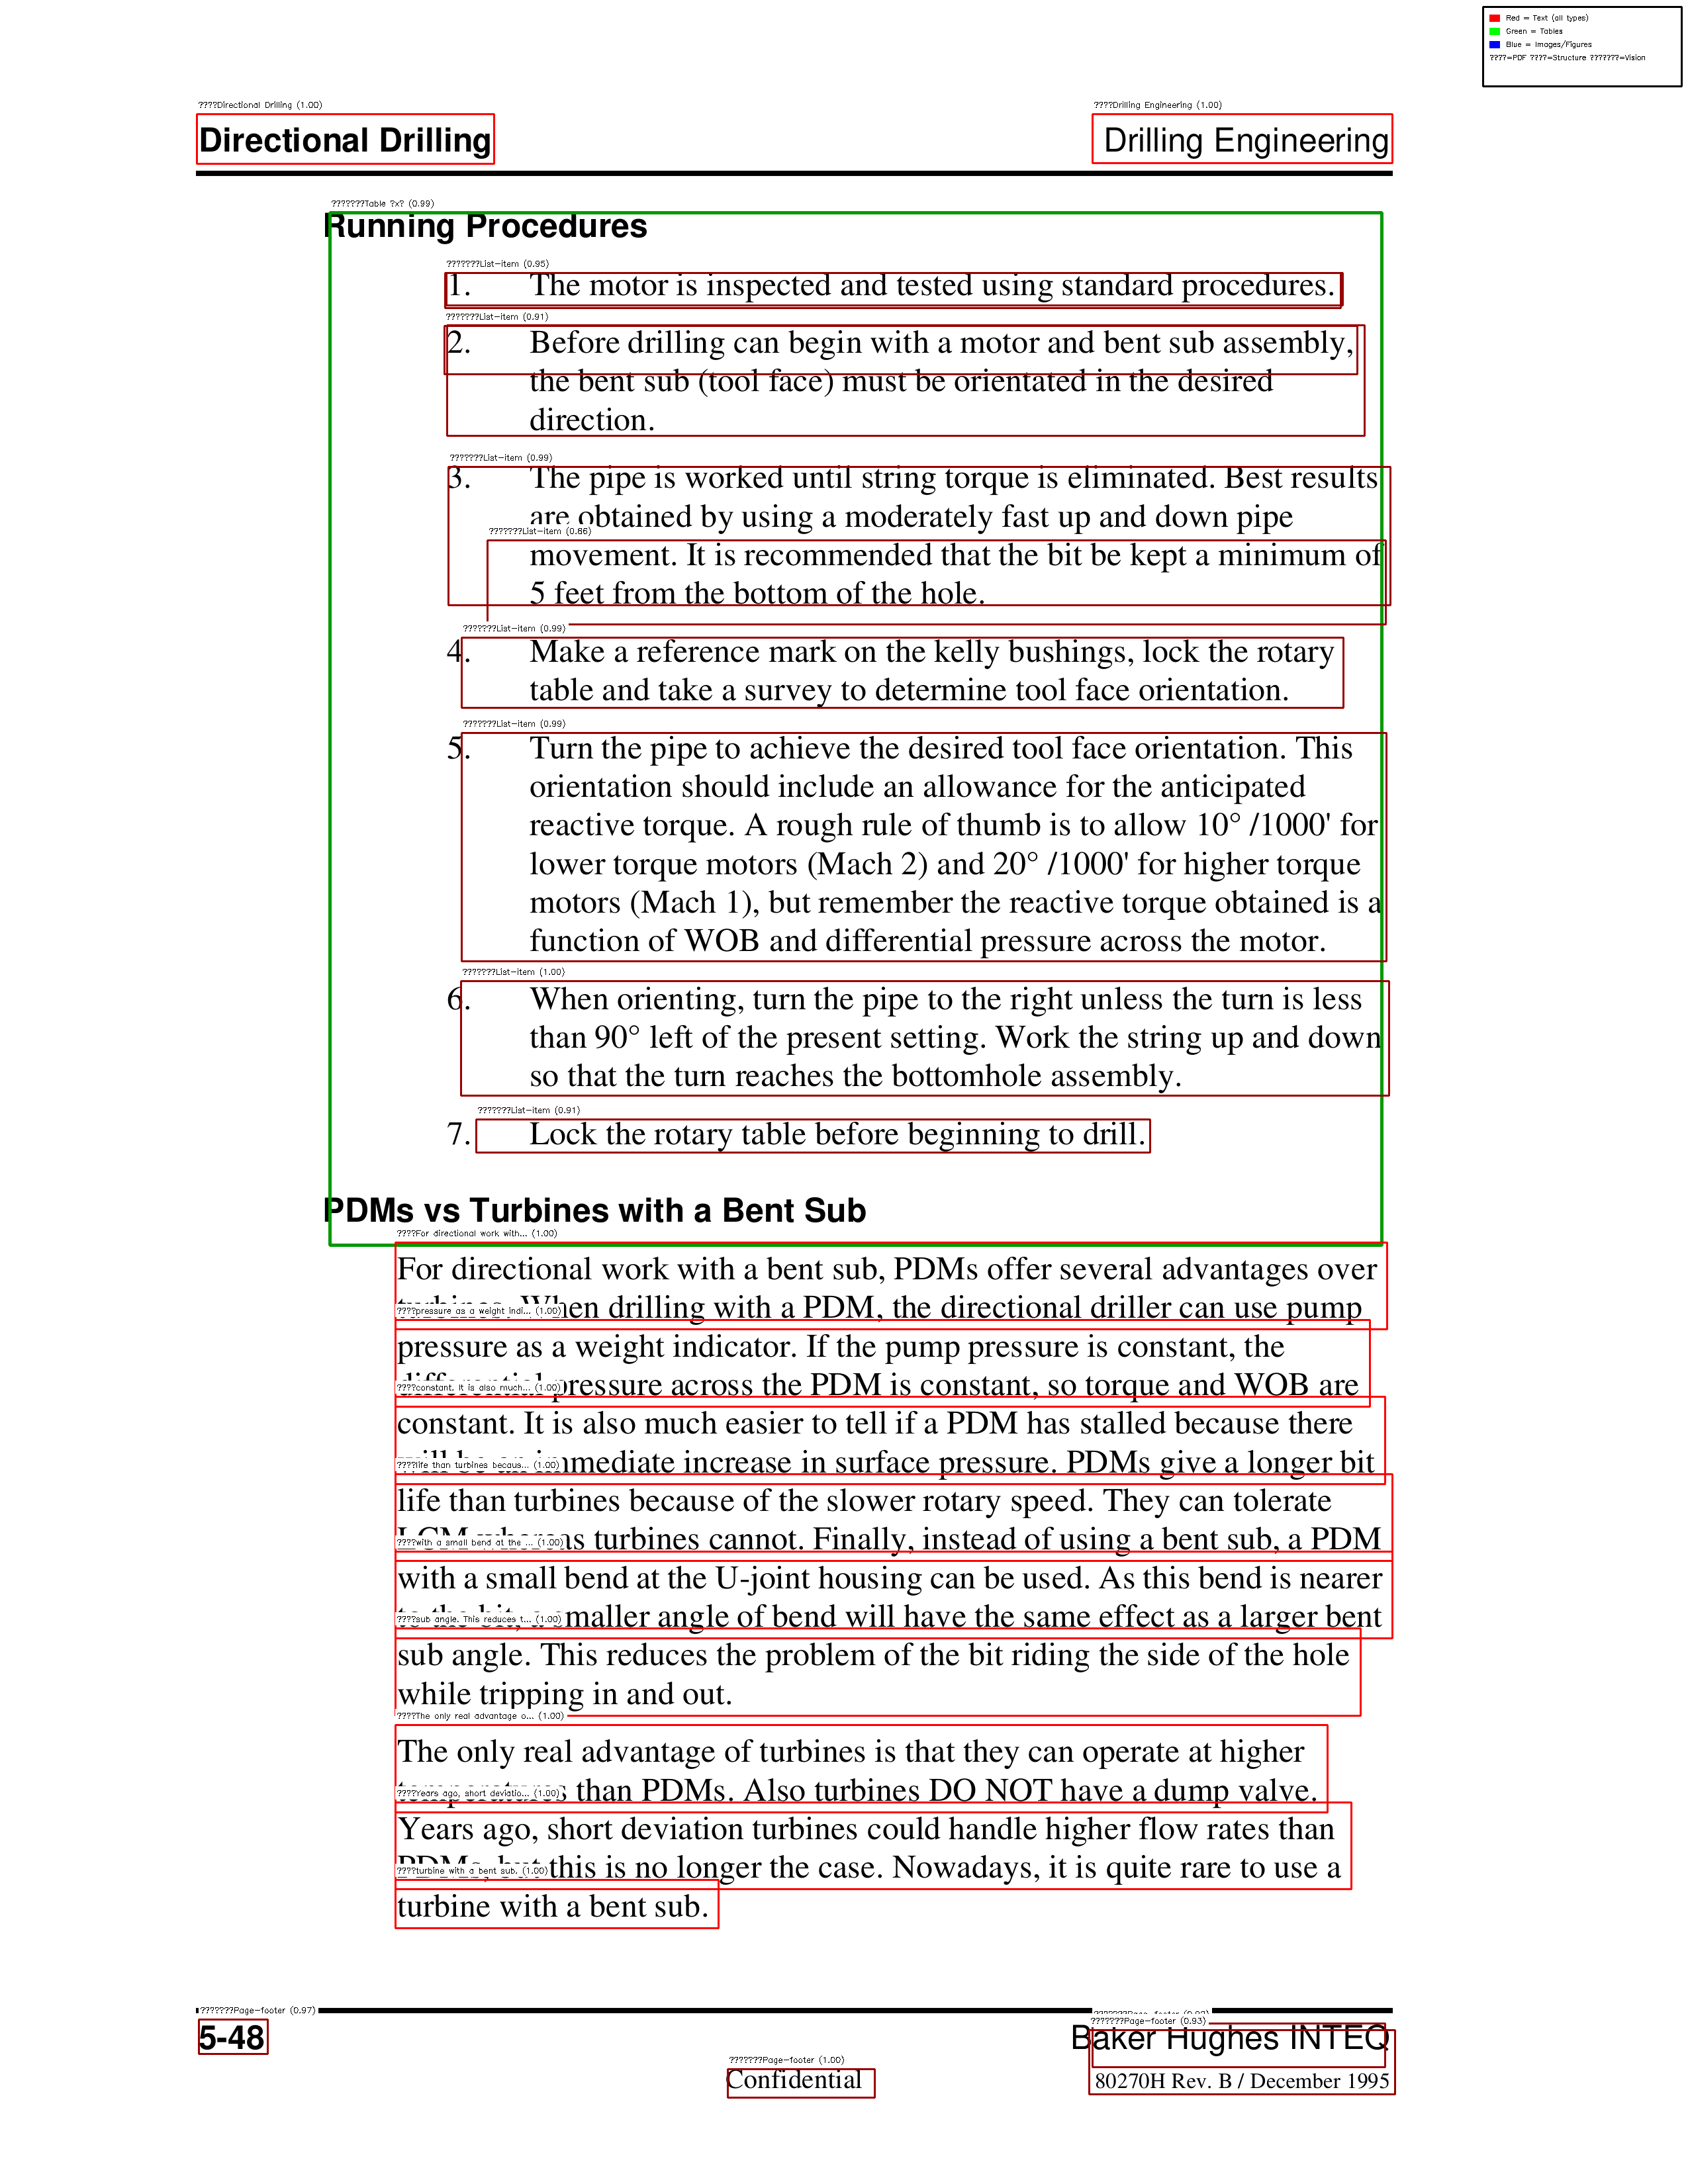 Red = Text (all types)
Green = Tables
Blue = Images/Figures
????=PDF ????=Structure ???????=Vision
????Directional Drilling (1.00)
????Drilling Engineering (1.00)
Directional Drilling
Drilling Engineering
???????Table ?x? (0.99)
Running Procedures
???????List-item (0.95)
1. The motor is inspected and tested using standard procedures.
???????List-item (0.91)
2. Before drilling can begin with a motor and bent sub assembly,
the bent sub (tool face) must be orientated in the desired
direction.
???????List-item (0.99)
3. The pipe is worked until string torque is eliminated. Best results
are obtained by using a moderately fast up and down pipe
???????List-item (0.86)
movement. It is recommended that the bit be kept a minimum of
5 feet from the bottom of the hole.
???????List-item (0.99)
4. Make a reference mark on the kelly bushings, lock the rotary
table and take a survey to determine tool face orientation.
???????List-item (0.99)
5. Turn the pipe to achieve the desired tool face orientation. This
orientation should include an allowance for the anticipated
reactive torque. A rough rule of thumb is to allow 10° /1000' for
lower torque motors (Mach 2) and 20° /1000' for higher torque
motors (Mach 1), but remember the reactive torque obtained is a
function of WOB and differential pressure across the motor.
???????List-item (1.00)
6. When orienting, turn the pipe to the right unless the turn is less
than 90° left of the present setting. Work the string up and down
so that the turn reaches the bottomhole assembly.
???????List-item (0.91)
7. Lock the rotary table before beginning to drill.
PDMs vs Turbines with a Bent Sub
????For directional work with... (1.00)
For directional work with a bent sub, PDMs offer several advantages over
turbines. When drilling with a PDM, the directional driller can use pump
????pressure as a weight indi... (1.00)
pressure as a weight indicator. If the pump pressure is constant, the
differential pressure across the PDM is constant, so torque and WOB are
????constant. It is also much... (1.00)
constant. It is also much easier to tell if a PDM has stalled because there
will be an immediate increase in surface pressure. PDMs give a longer bit
????life than turbines becaus... (1.00)
life than turbines because of the slower rotary speed. They can tolerate
LCM whereas turbines cannot. Finally, instead of using a bent sub, a PDM
????with a small bend at the ... (1.00)
with a small bend at the U-joint housing can be used. As this bend is nearer
to the bit, a smaller angle of bend will have the same effect as a larger bent
????sub angle. This reduces t... (1.00)
sub angle. This reduces the problem of the bit riding the side of the hole
while tripping in and out.
????The only real advantage o... (1.00)
The only real advantage of turbines is that they can operate at higher
temperatures than PDMs. Also turbines DO NOT have a dump valve.
????Years ago, short deviatio... (1.00)
Years ago, short deviation turbines could handle higher flow rates than
PDMs, but this is no longer the case. Nowadays, it is quite rare to use a
????turbine with a bent sub. (1.00)
turbine with a bent sub.
???????Page-footer (0.97)
???????Page-footer (0.93)
5-48
Baker Hughes INTEQ
???????Page-footer (1.00)
Confidential
80270H Rev. B / December 1995